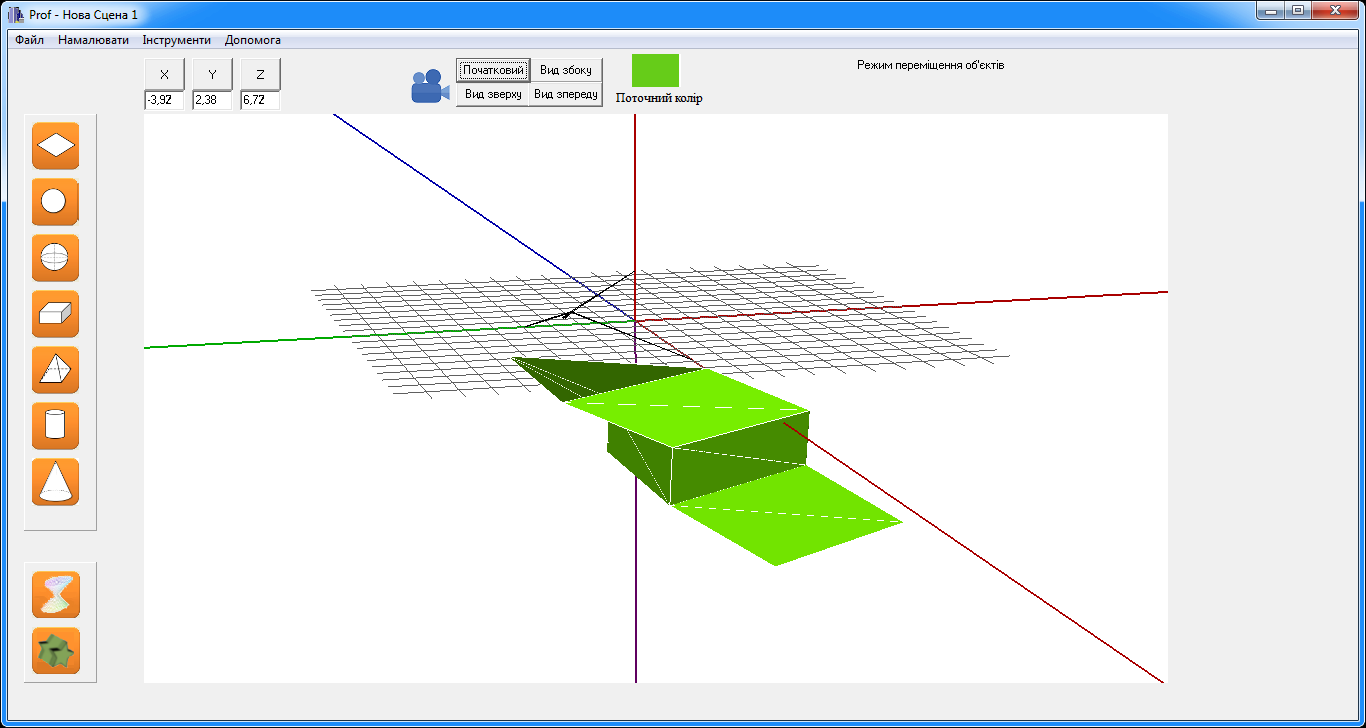 Prof - Нова Сцена 1
Файл Намалювати Інструменти Допомога
X Y Z
-3,92 2,38 6,72
Початковий Вид збоку
Вид зверху Вид зпереду
Поточний колір
Режим переміщення об'єктів